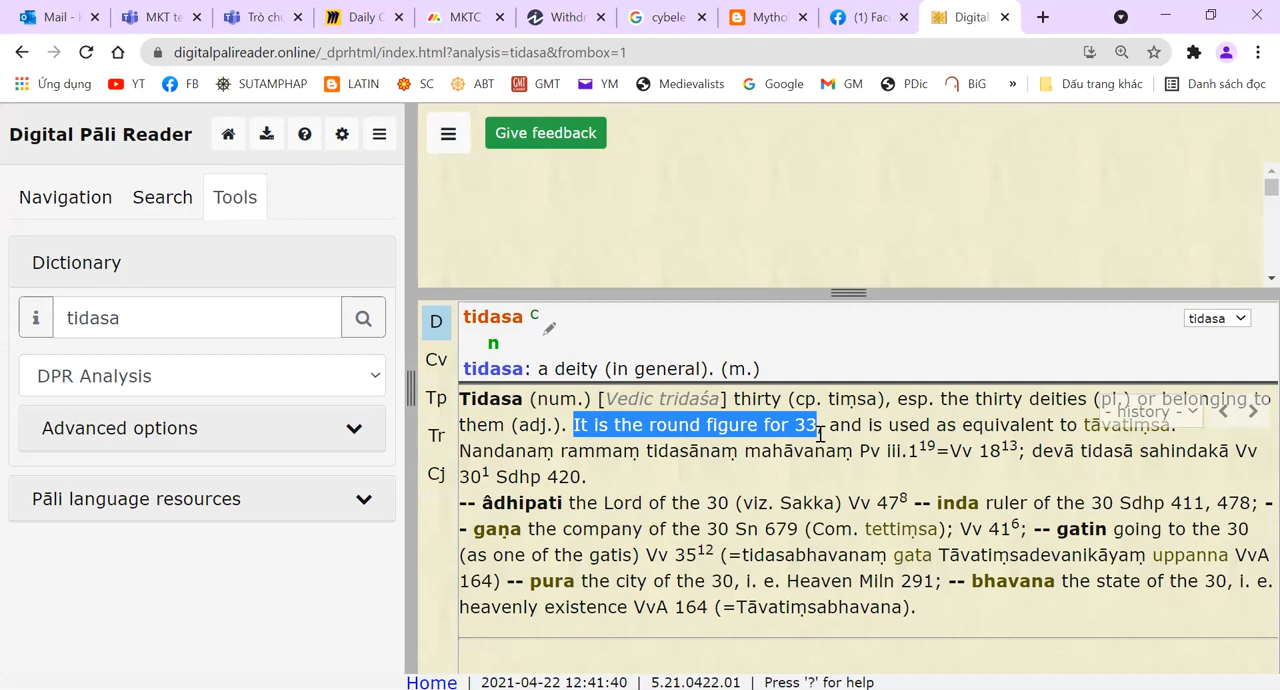 Mail -
MKT te
Trò chu
Daily C
MKTC
Withdr
cybele
Mytho
(1) Fac
Digital
digitalpalireader.online/_dprhtml/index.html?analysis=tidasa&frombox=1
Ứng dụng YT FB SUTAMPHAP LATIN SC ABT GMT YM Medievalists Google GM PDic BiG » Dấu trang khác Danh sách đọc
Digital Pāli Reader
Give feedback
Navigation Search Tools
Dictionary
tidasa
DPR Analysis
Advanced options
Pāli language resources
D
Cv
Tp
Tr
Cj
tidasa c
tidasa
n
tidasa: a deity (in general). (m.)
Tidasa (num.) [Vedic tridaśa] thirty (cp. tiṃsa), esp. the thirty deities (pl.) or belonging to
- history -
them (adj.). It is the round figure for 33, and is used as equivalent to tāvatiṃsa.
Nandanaṃ rammaṃ tidasānaṃ mahāvanaṃ Pv iii.1¹⁹=Vv 18¹³; devā tidasā sahindakā Vv
30¹ Sdhp 420.
-- âdhipati the Lord of the 30 (viz. Sakka) Vv 47⁸ -- inda ruler of the 30 Sdhp 411, 478; -
- gaṇa the company of the 30 Sn 679 (Com. tettiṃsa); Vv 41⁶; -- gatin going to the 30
(as one of the gatis) Vv 35¹² (=tidasabhavanaṃ gata Tāvatiṃsadevanikāyaṃ uppanna VvA
164) -- pura the city of the 30, i. e. Heaven Miln 291; -- bhavana the state of the 30, i. e.
heavenly existence VvA 164 (=Tāvatiṃsabhavana).
Home | 2021-04-22 12:41:40 | 5.21.0422.01 | Press '?' for help